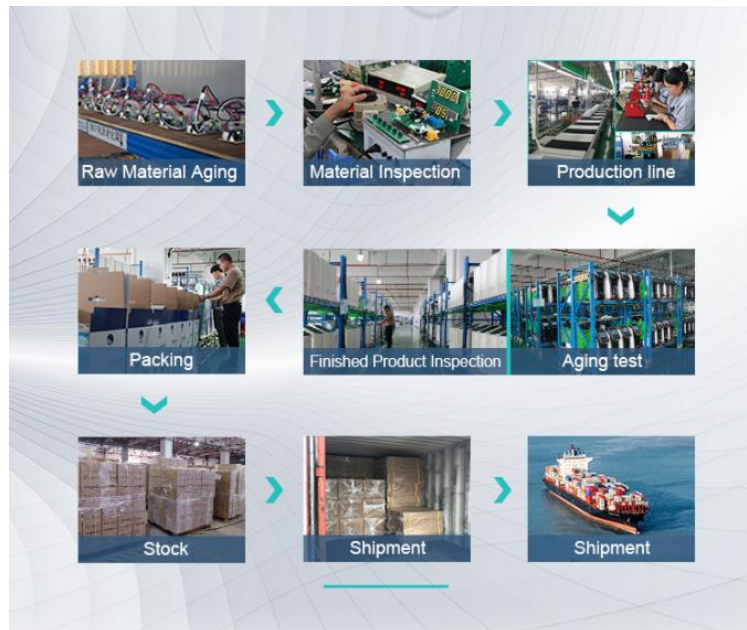 Raw Material Aging
Material Inspection
Production line
Aging test
Finished Product Inspection
Packing
Stock
Shipment
Shipment